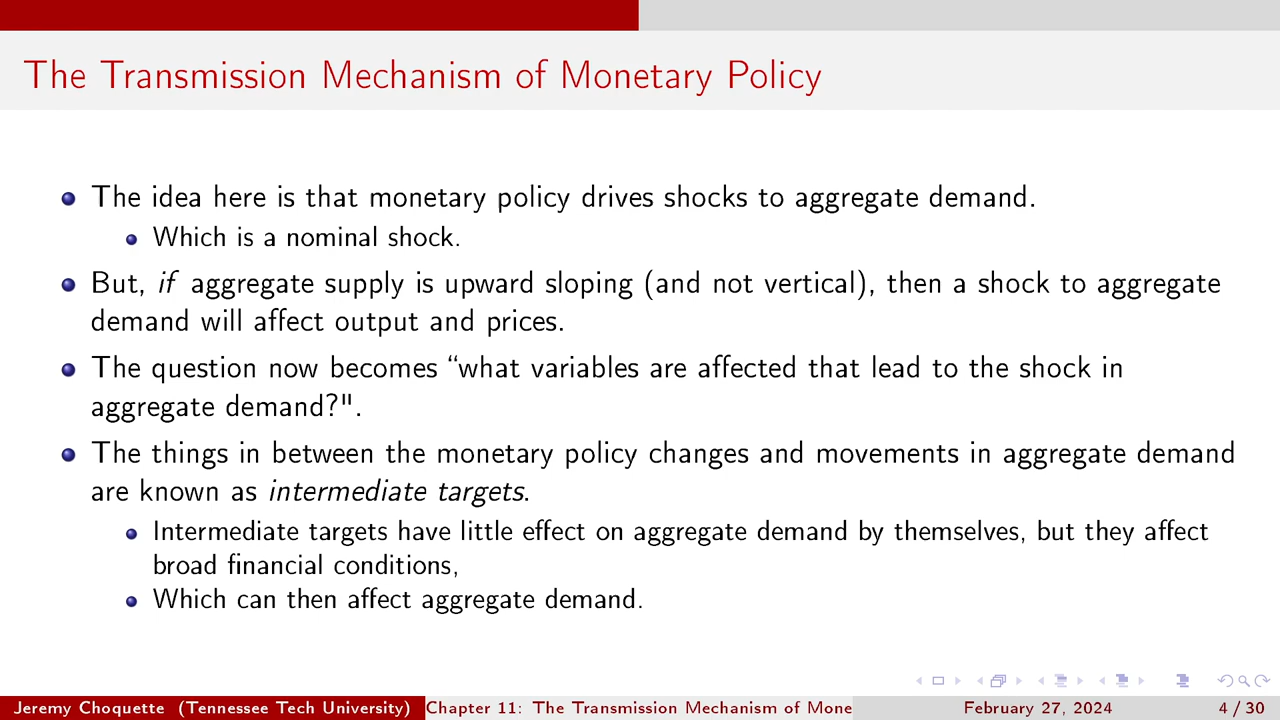 The Transmission Mechanism of Monetary Policy
The idea here is that monetary policy drives shocks to aggregate demand.
Which is a nominal shock.
But, if aggregate supply is upward sloping (and not vertical), then a shock to aggregate
demand will affect output and prices.
The question now becomes “what variables are affected that lead to the shock in
aggregate demand?".
The things in between the monetary policy changes and movements in aggregate demand
are known as intermediate targets.
Intermediate targets have little effect on aggregate demand by themselves, but they affect
broad financial conditions,
Which can then affect aggregate demand.
Jeremy Choquette (Tennessee Tech University) Chapter 11: The Transmission Mechanism of Mone February 27, 2024 4 / 30